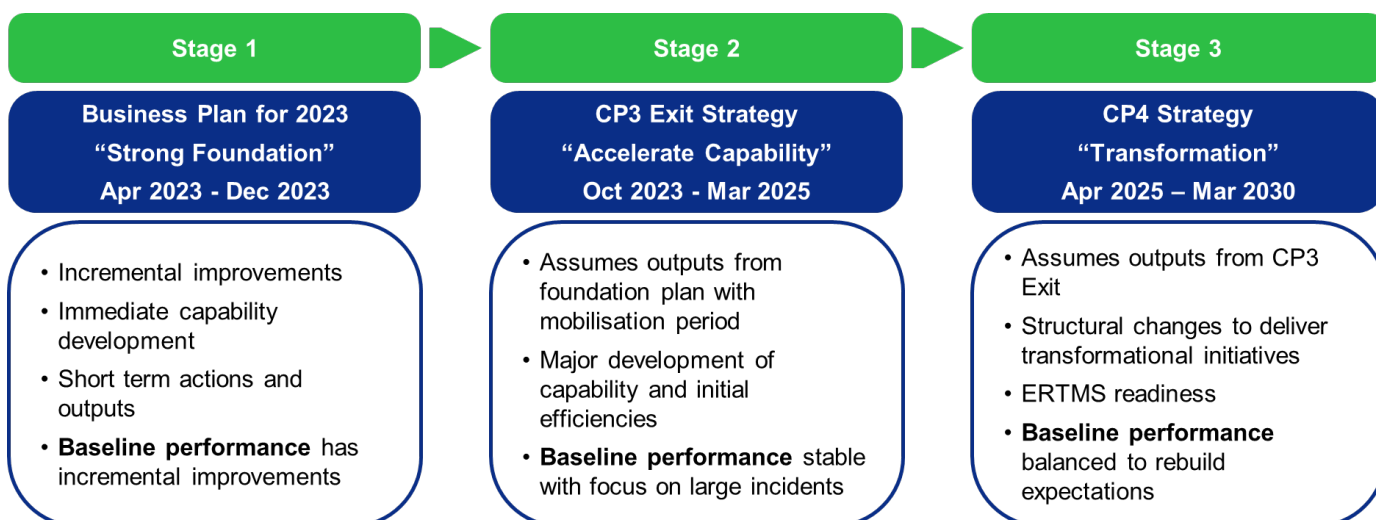 Stage 1
Business Plan for 2023
“Strong Foundation”
Apr 2023 - Dec 2023
• Incremental improvements
• Immediate capability
development
• Short term actions and
outputs
• Baseline performance has
incremental improvements
Stage 2
CP3 Exit Strategy
“Accelerate Capability”
Oct 2023 - Mar 2025
• Assumes outputs from
foundation plan with
mobilisation period
• Major development of
capability and initial
efficiencies
• Baseline performance stable
with focus on large incidents
Stage 3
CP4 Strategy
“Transformation”
Apr 2025 – Mar 2030
• Assumes outputs from CP3
Exit
• Structural changes to deliver
transformational initiatives
• ERTMS readiness
• Baseline performance
balanced to rebuild
expectations